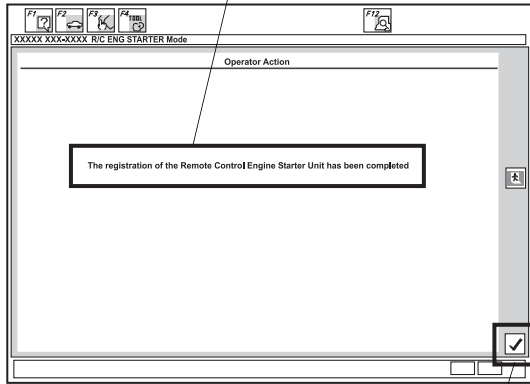 F1 F2 F3 F4 TOOL F12
XXXXX XXX-XXXX R/C ENG STARTER Mode
Operator Action
The registration of the Remote Control Engine Starter Unit has been completed